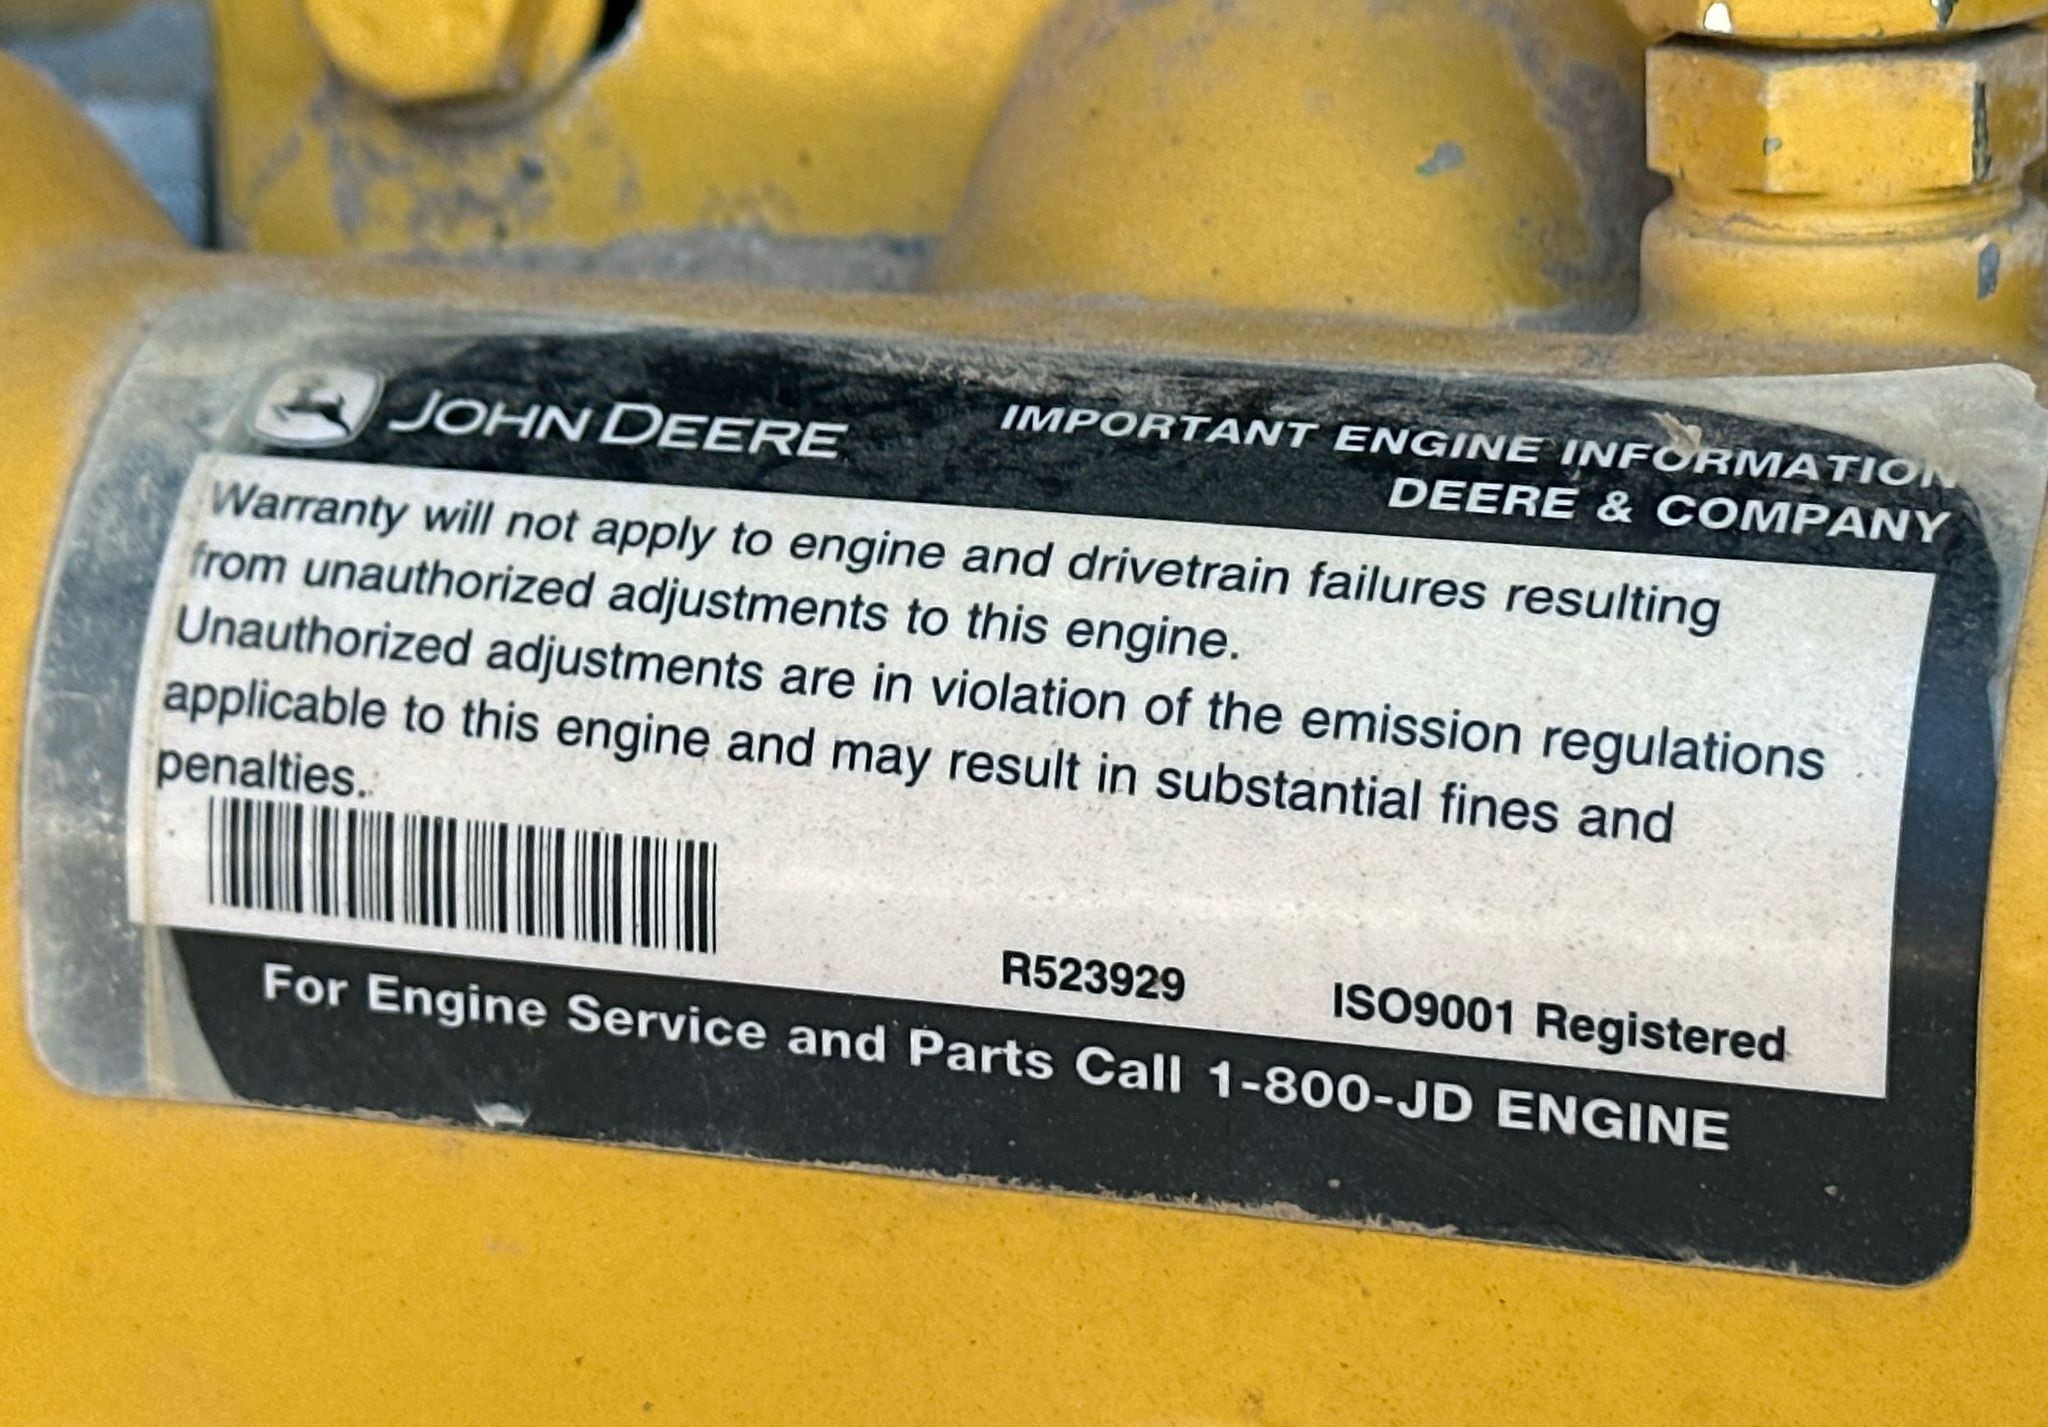 JOHN DEERE
IMPORTANT ENGINE INFORMATION
DEERE & COMPANY
Warranty will not apply to engine and drivetrain failures resulting
from unauthorized adjustments to this engine.
Unauthorized adjustments are in violation of the emission regulations
applicable to this engine and may result in substantial fines and
penalties.
R523929 ISO9001 Registered
For Engine Service and Parts Call 1-800-JD ENGINE